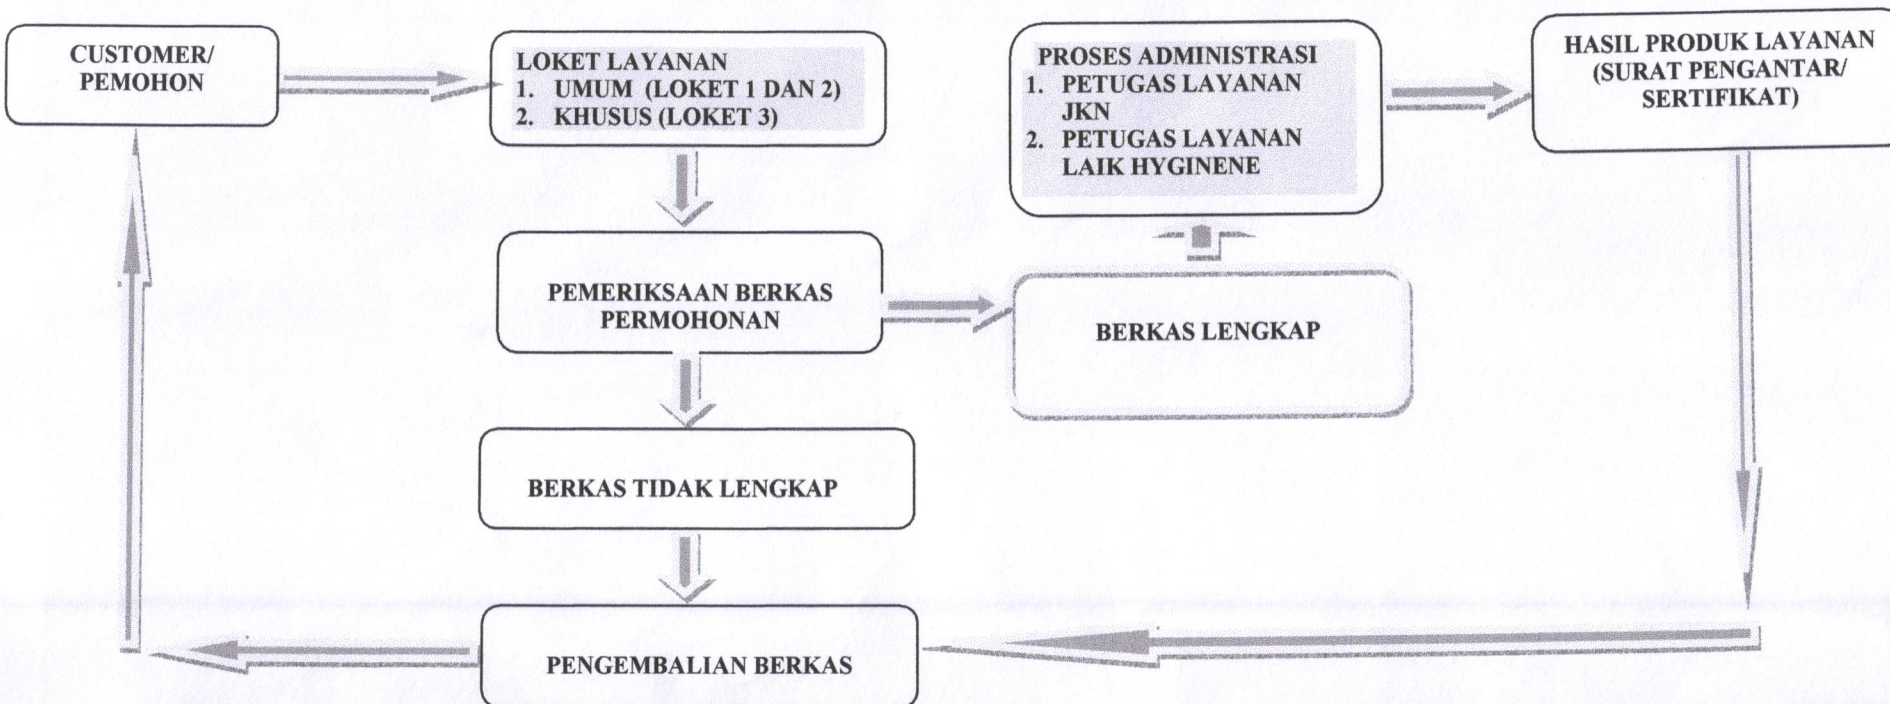 CUSTOMER/
PEMOHON
LOKET LAYANAN
1. UMUM (LOKET 1 DAN 2)
2. KHUSUS (LOKET 3)
PROSES ADMINISTRASI
1. PETUGAS LAYANAN
JKN
2. PETUGAS LAYANAN
LAIK HYGINENE
HASIL PRODUK LAYANAN
(SURAT PENGANTAR/
SERTIFIKAT)
PEMERIKSAAN BERKAS
PERMOHONAN
BERKAS LENGKAP
BERKAS TIDAK LENGKAP
PENGEMBALIAN BERKAS